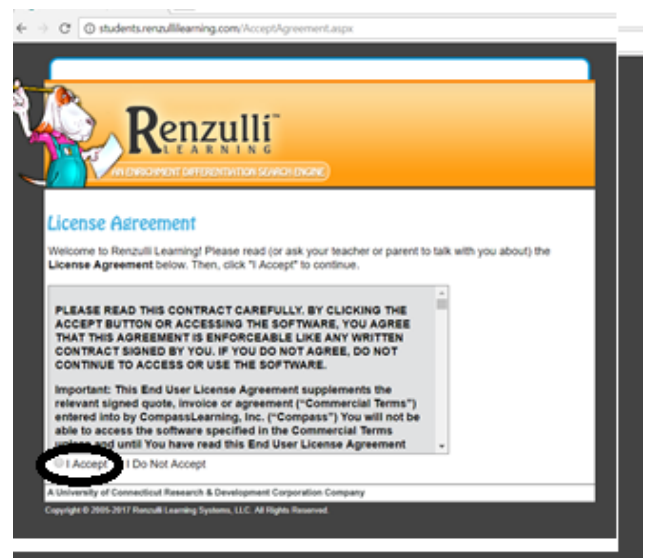 students.renzullilearning.com/AcceptAgreement.aspx
Renzulli™
LEARNING
AN ENRICHMENT DIFFERENTIATION SEARCH ENGINE
License Agreement
Welcome to Renzulli Learning! Please read (or ask your teacher or parent to talk with you about) the
License Agreement below. Then, click "I Accept" to continue.
PLEASE READ THIS CONTRACT CAREFULLY. BY CLICKING THE
ACCEPT BUTTON OR ACCESSING THE SOFTWARE, YOU AGREE
THAT THIS AGREEMENT IS ENFORCEABLE LIKE ANY WRITTEN
CONTRACT SIGNED BY YOU. IF YOU DO NOT AGREE, DO NOT
CONTINUE TO ACCESS OR USE THE SOFTWARE.
Important: This End User License Agreement supplements the
relevant signed quote, invoice or agreement ("Commercial Terms")
entered into by CompassLearning, Inc. ("Compass") You will not be
able to access the software specified in the Commercial Terms
unless and until You have read this End User License Agreement
I Accept I Do Not Accept
A University of Connecticut Research & Development Corporation Company
Copyright © 2005-2017 Renzulli Learning Systems, LLC. All Rights Reserved.